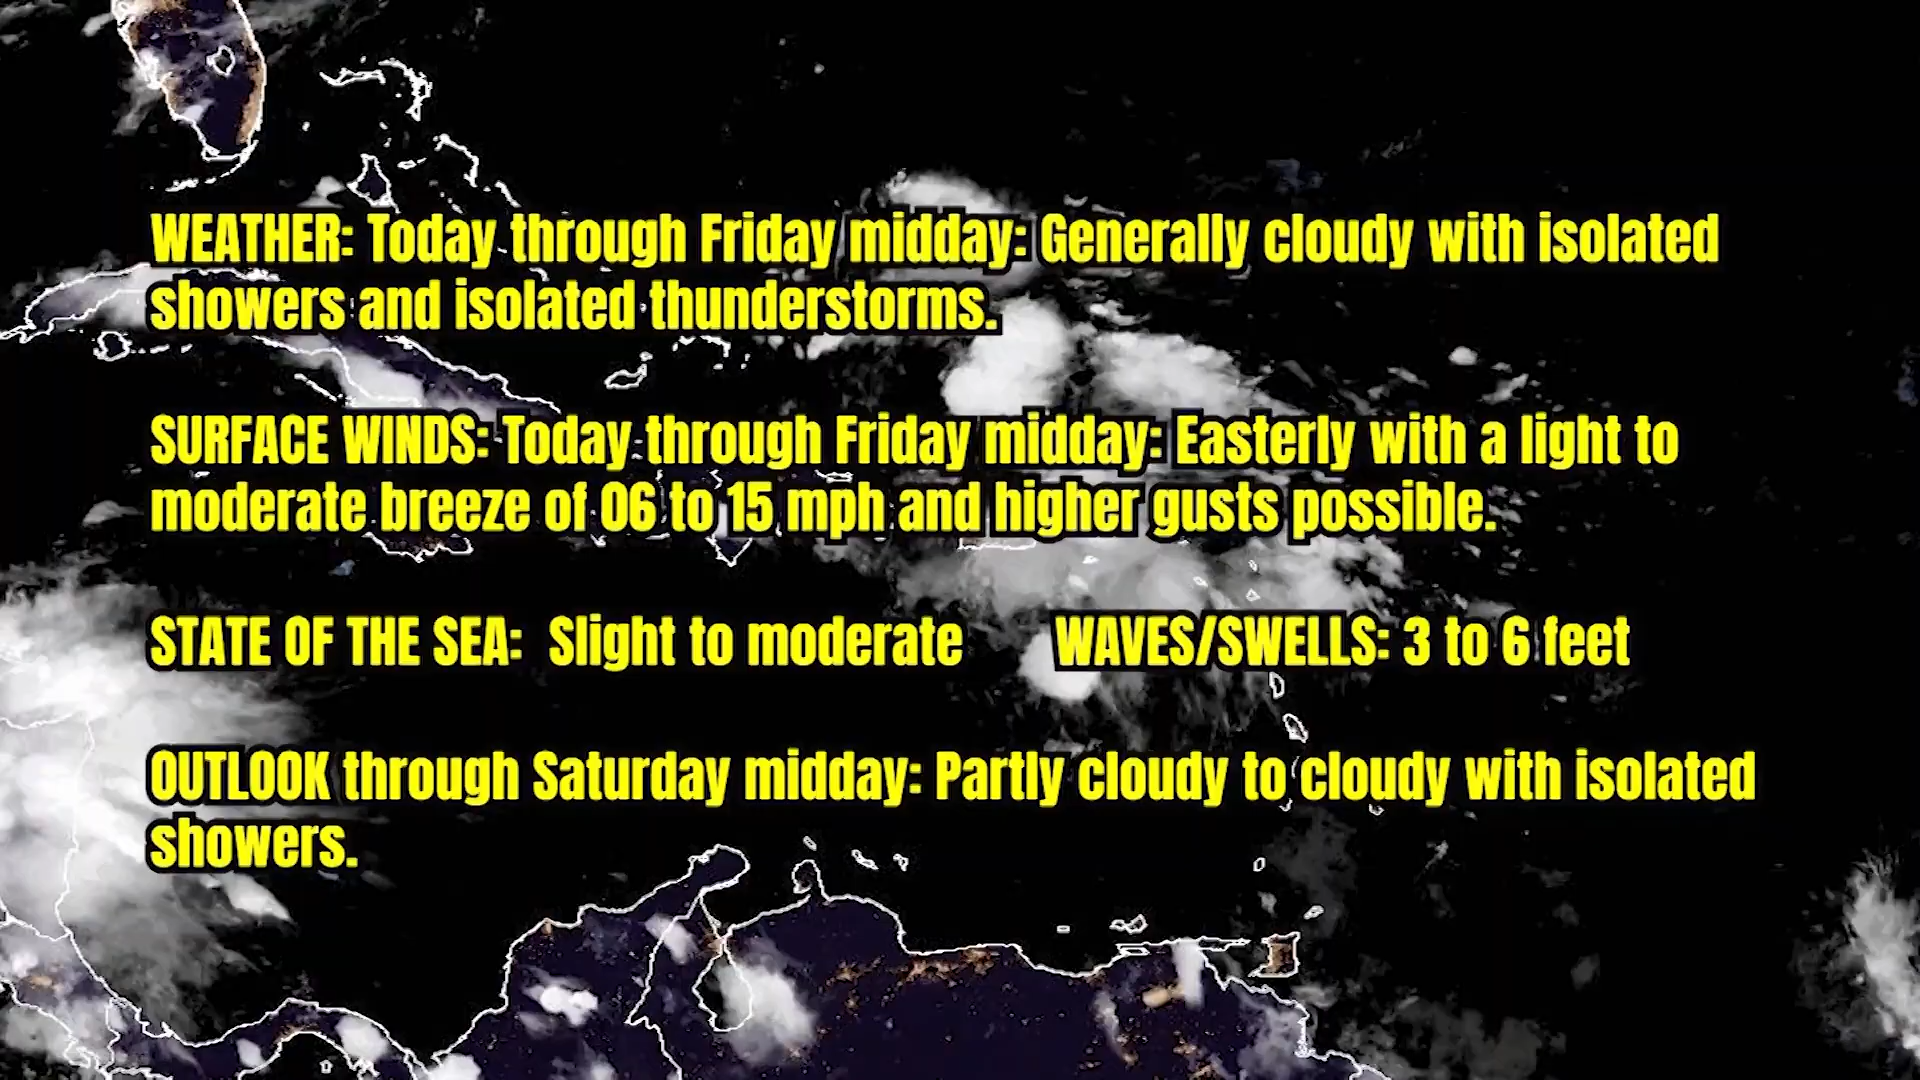 WEATHER: Today through Friday midday: Generally cloudy with isolated
showers and isolated thunderstorms.
SURFACE WINDS: Today through Friday midday: Easterly with a light to
moderate breeze of 06 to 15 mph and higher gusts possible.
STATE OF THE SEA:  Slight to moderate WAVES/SWELLS: 3 to 6 feet
OUTLOOK through Saturday midday: Partly cloudy to cloudy with isolated
showers.